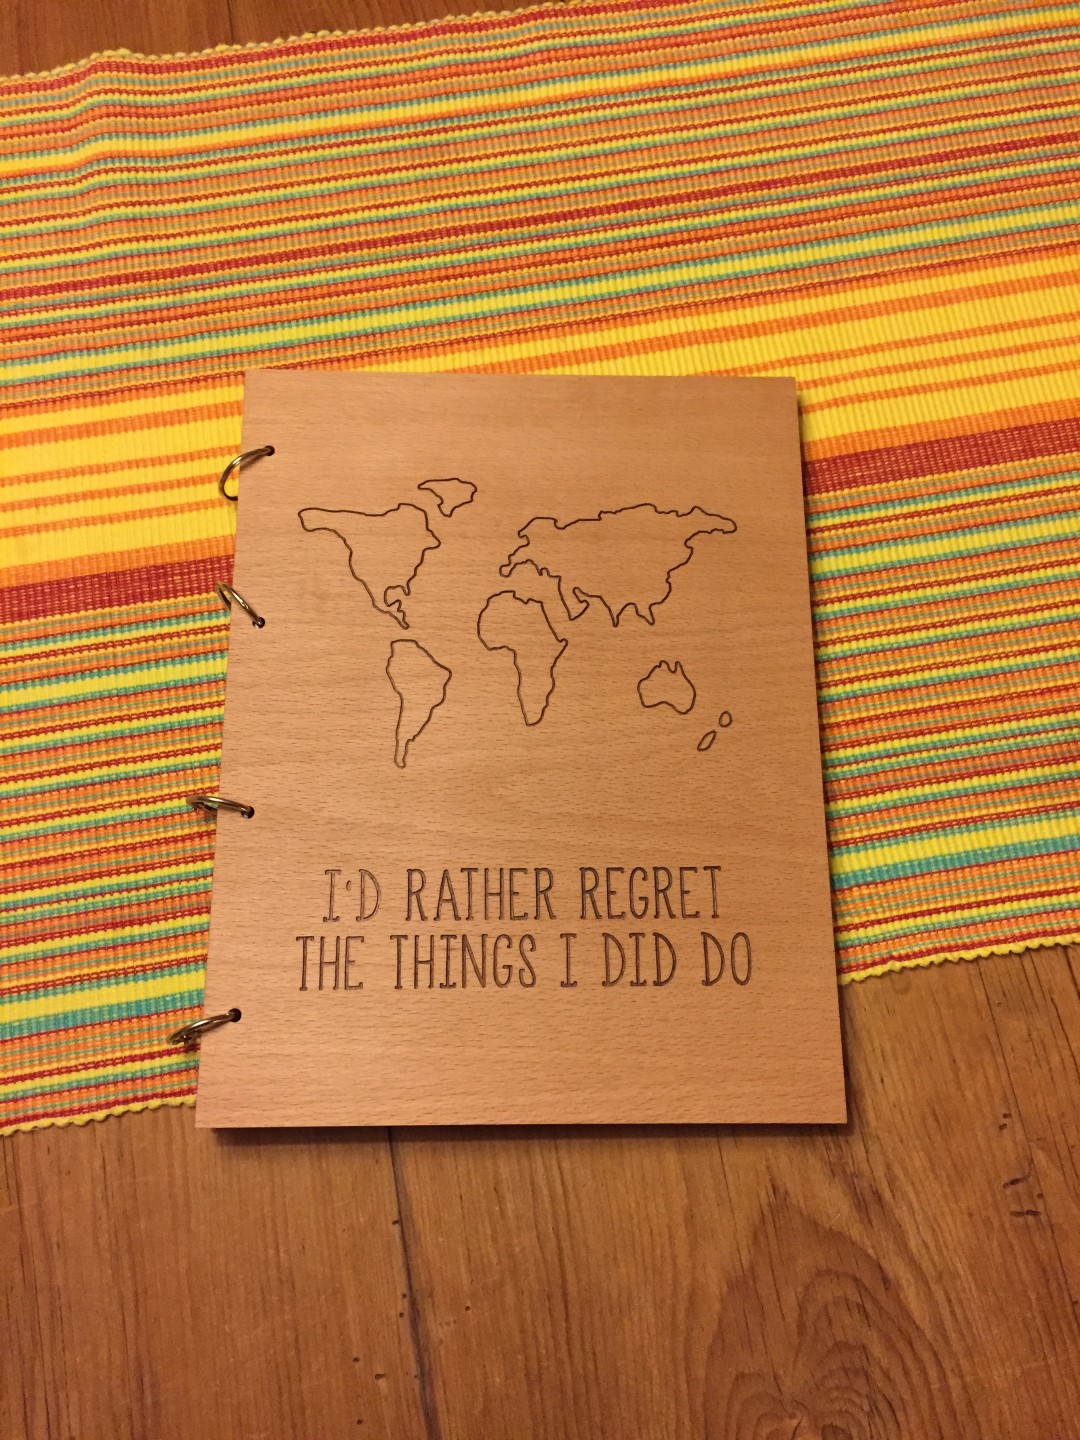 I'D RATHER REGRET
THE THINGS I DID DO